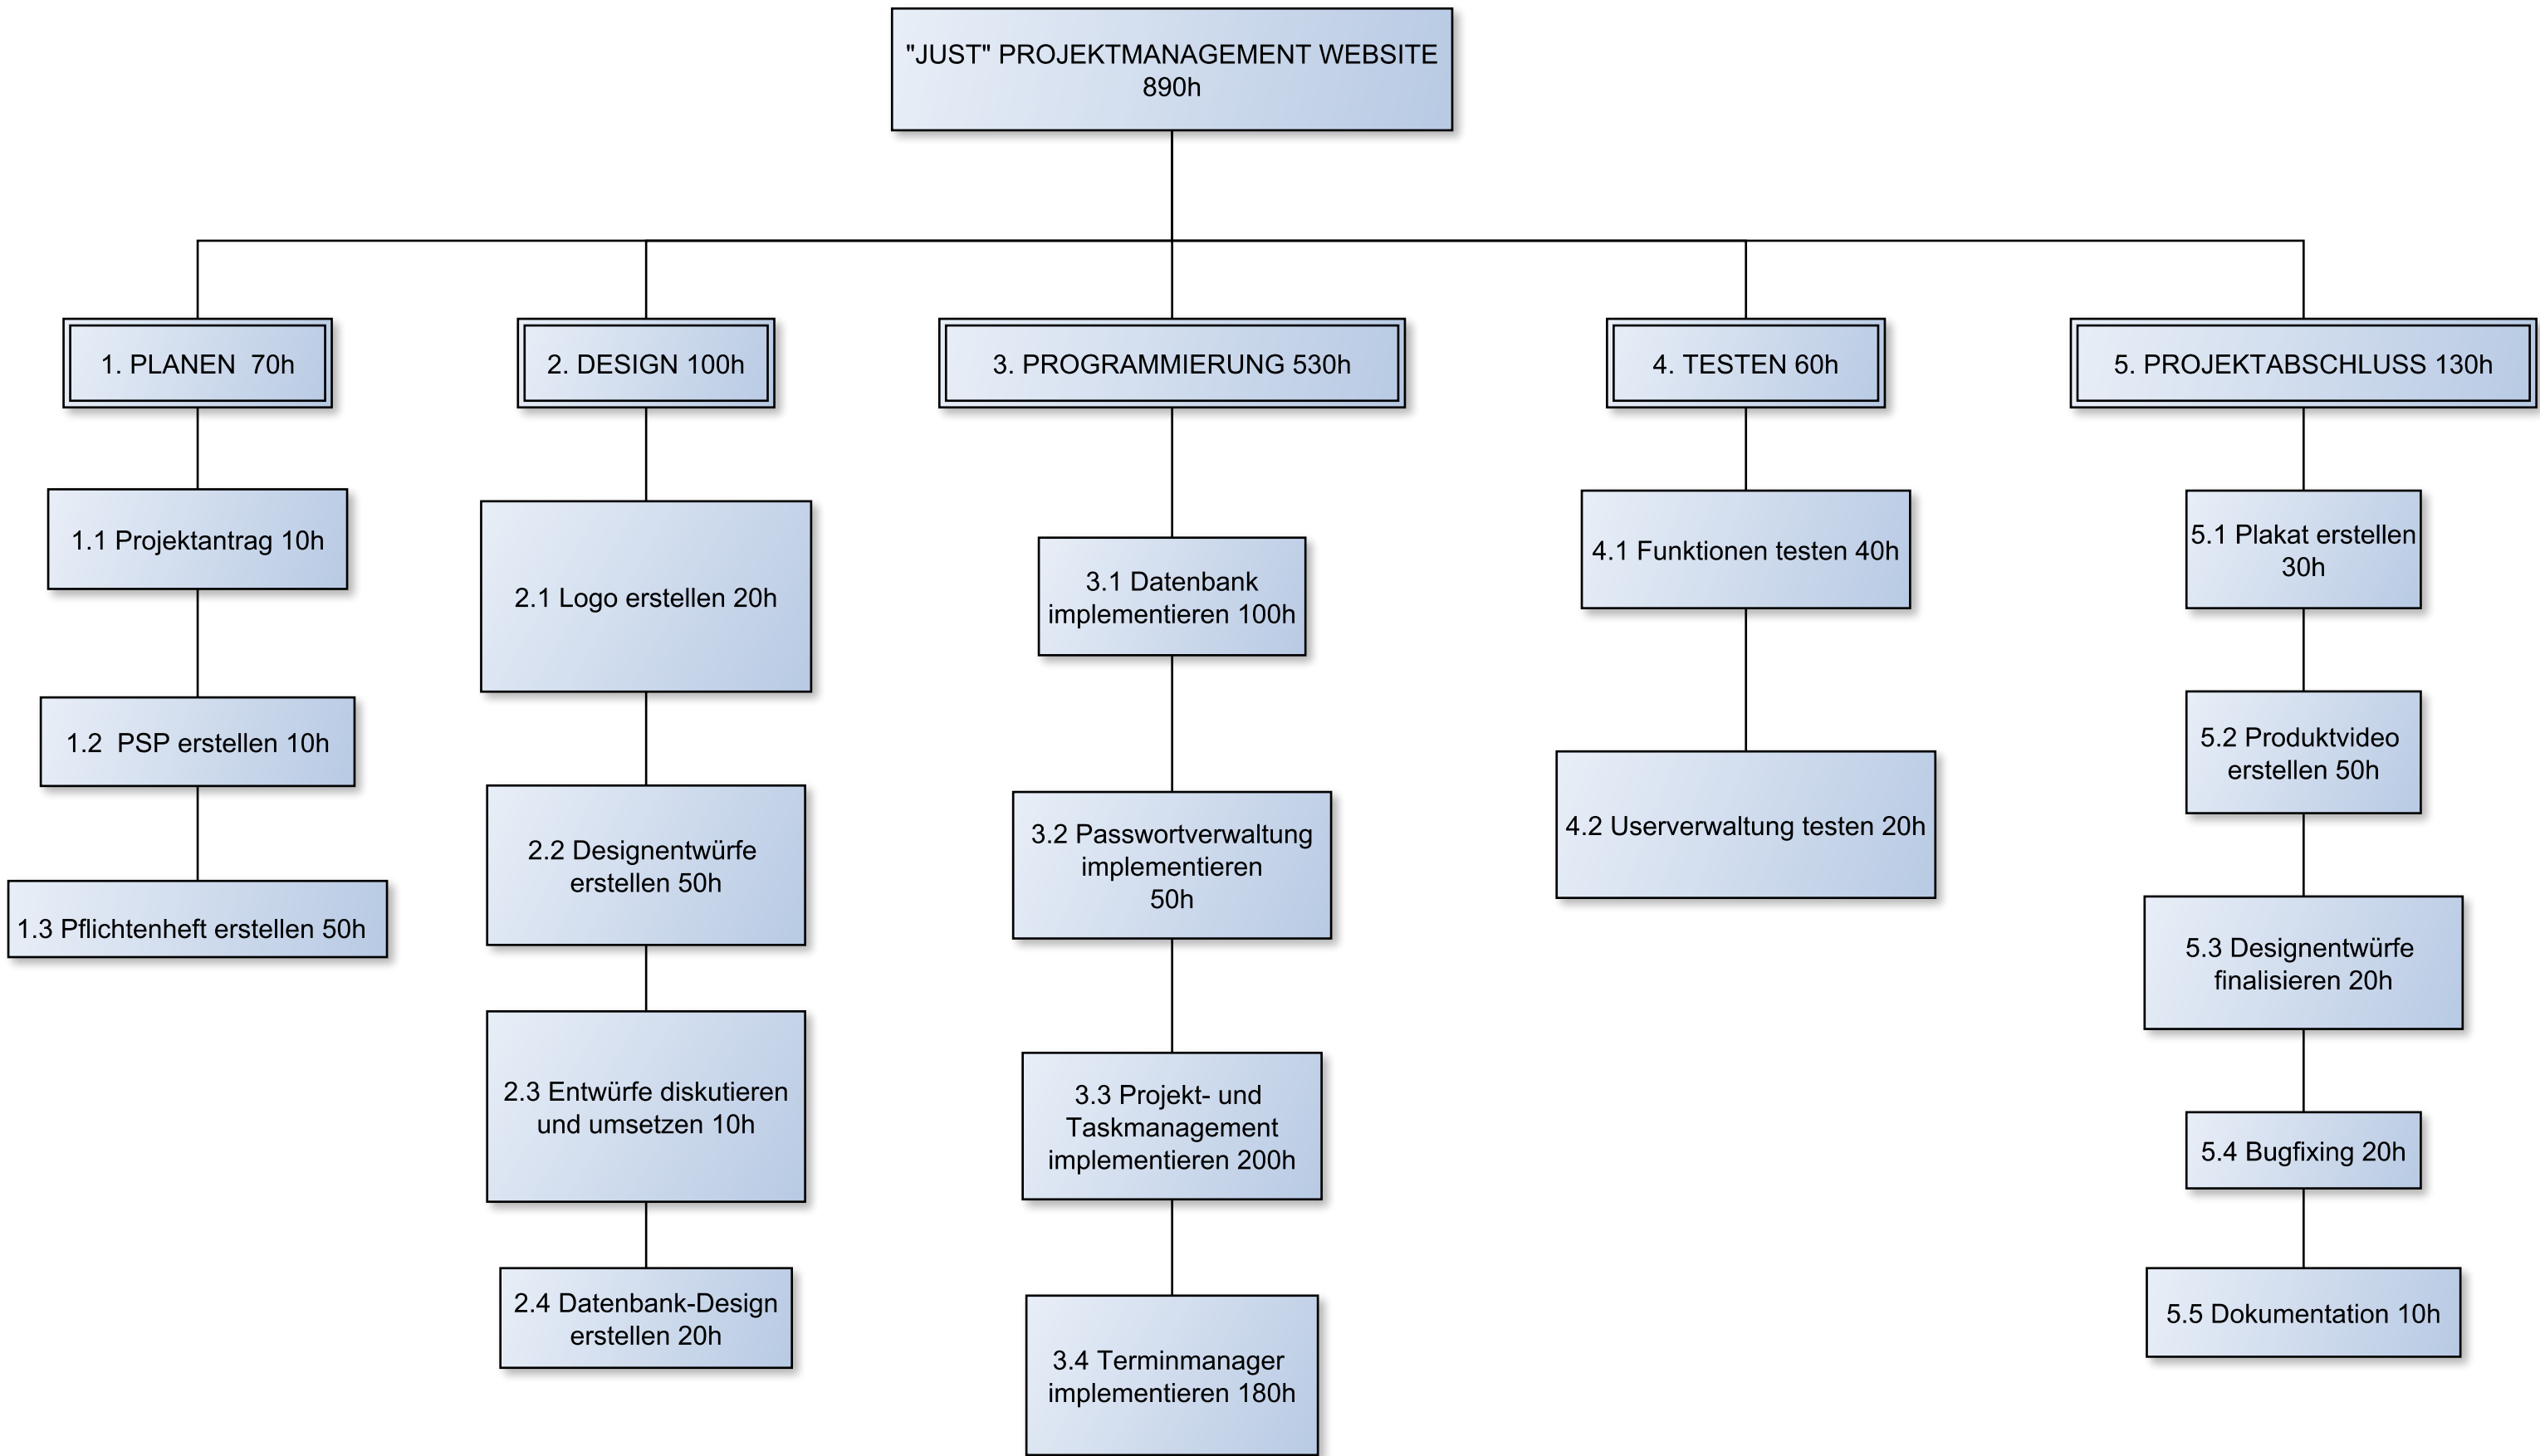 "JUST" PROJEKTMANAGEMENT WEBSITE
890h
1. PLANEN  70h
2. DESIGN 100h
3. PROGRAMMIERUNG 530h
4. TESTEN 60h
5. PROJEKTABSCHLUSS 130h
1.1 Projektantrag 10h
1.2  PSP erstellen 10h
1.3 Pflichtenheft erstellen 50h
2.1 Logo erstellen 20h
2.2 Designentwürfe
erstellen 50h
2.3 Entwürfe diskutieren
und umsetzen 10h
2.4 Datenbank-Design
erstellen 20h
3.1 Datenbank
implementieren 100h
3.2 Passwortverwaltung
implementieren
50h
3.3 Projekt- und
Taskmanagement
implementieren 200h
3.4 Terminmanager
implementieren 180h
4.1 Funktionen testen 40h
4.2 Userverwaltung testen 20h
5.1 Plakat erstellen
30h
5.2 Produktvideo
erstellen 50h
5.3 Designentwürfe
finalisieren 20h
5.4 Bugfixing 20h
5.5 Dokumentation 10h